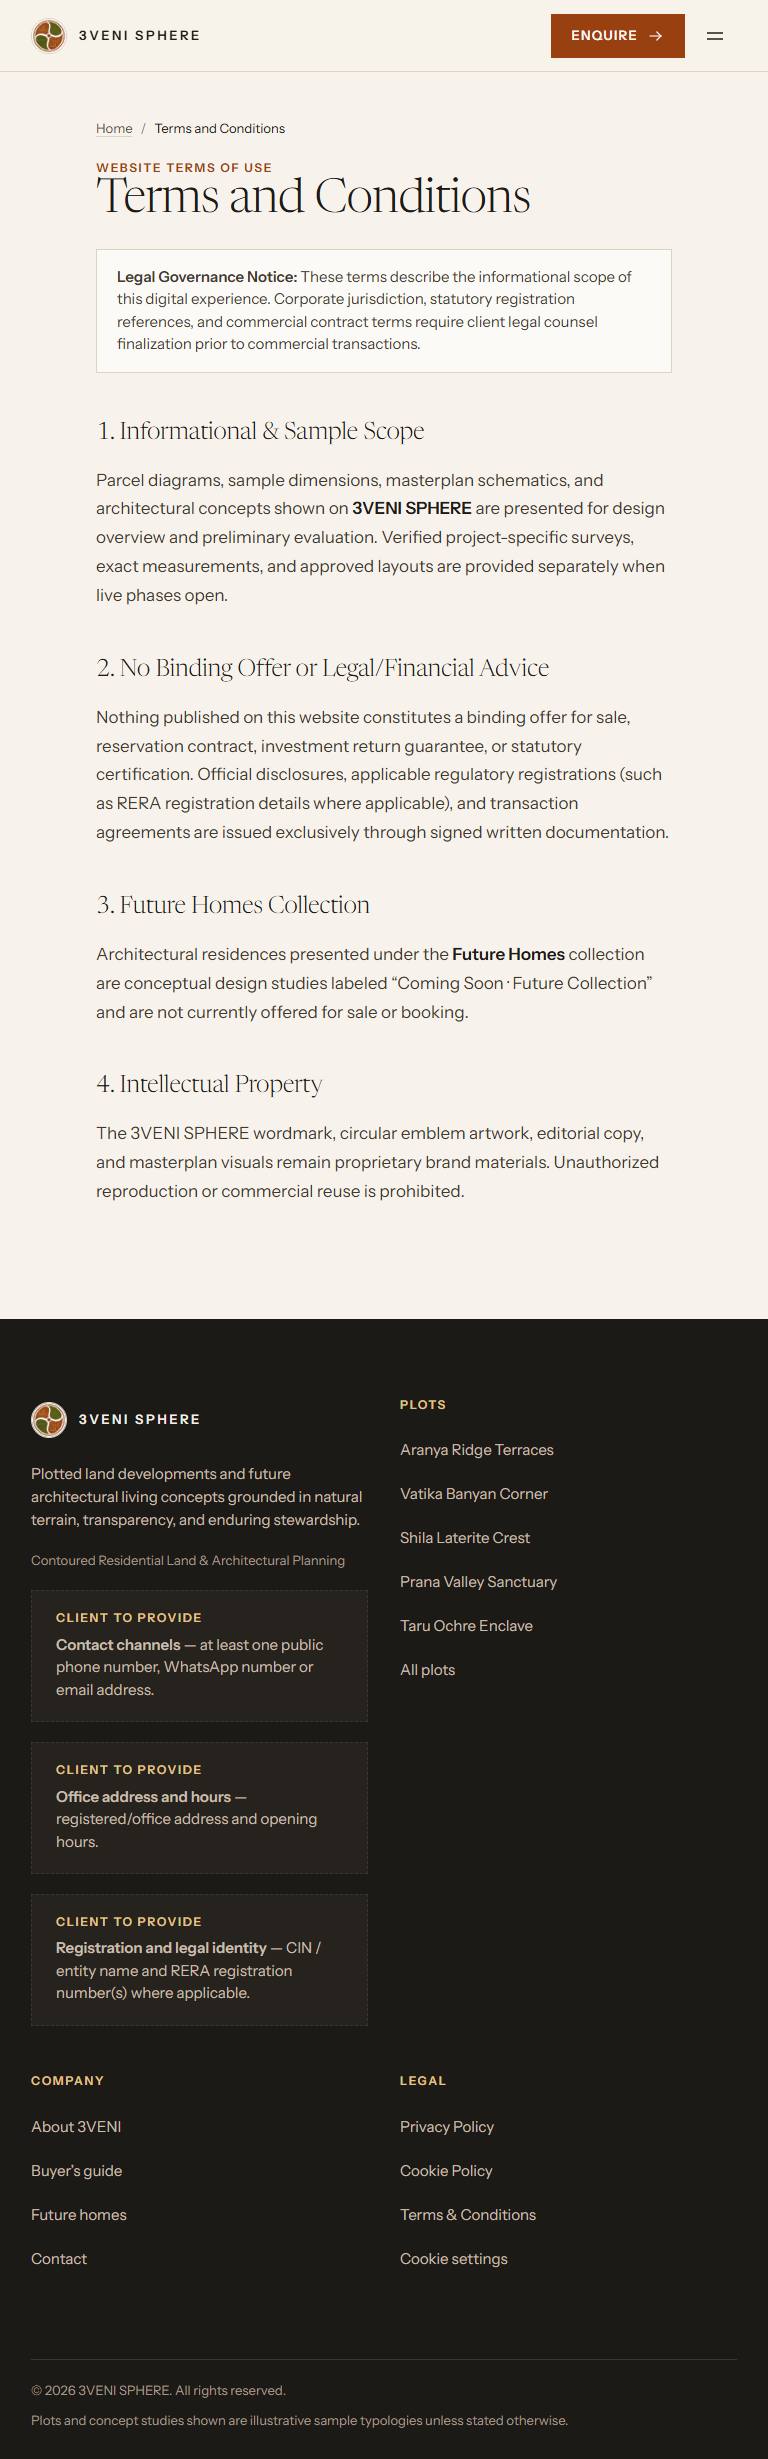 3VENI SPHERE
ENQUIRE
Home / Terms and Conditions
WEBSITE TERMS OF USE
Terms and Conditions
Legal Governance Notice: These terms describe the informational scope of
this digital experience. Corporate jurisdiction, statutory registration
references, and commercial contract terms require client legal counsel
finalization prior to commercial transactions.
1. Informational & Sample Scope
Parcel diagrams, sample dimensions, masterplan schematics, and
architectural concepts shown on 3VENI SPHERE are presented for design
overview and preliminary evaluation. Verified project-specific surveys,
exact measurements, and approved layouts are provided separately when
live phases open.
2. No Binding Offer or Legal/Financial Advice
Nothing published on this website constitutes a binding offer for sale,
reservation contract, investment return guarantee, or statutory
certification. Official disclosures, applicable regulatory registrations (such
as RERA registration details where applicable), and transaction
agreements are issued exclusively through signed written documentation.
3. Future Homes Collection
Architectural residences presented under the Future Homes collection
are conceptual design studies labeled “Coming Soon · Future Collection”
and are not currently offered for sale or booking.
4. Intellectual Property
The 3VENI SPHERE wordmark, circular emblem artwork, editorial copy,
and masterplan visuals remain proprietary brand materials. Unauthorized
reproduction or commercial reuse is prohibited.
3VENI SPHERE
Plotted land developments and future
architectural living concepts grounded in natural
terrain, transparency, and enduring stewardship.
Contoured Residential Land & Architectural Planning
CLIENT TO PROVIDE
Contact channels — at least one public
phone number, WhatsApp number or
email address.
CLIENT TO PROVIDE
Office address and hours —
registered/office address and opening
hours.
CLIENT TO PROVIDE
Registration and legal identity — CIN /
entity name and RERA registration
number(s) where applicable.
PLOTS
Aranya Ridge Terraces
Vatika Banyan Corner
Shila Laterite Crest
Prana Valley Sanctuary
Taru Ochre Enclave
All plots
COMPANY
About 3VENI
Buyer's guide
Future homes
Contact
LEGAL
Privacy Policy
Cookie Policy
Terms & Conditions
Cookie settings
© 2026 3VENI SPHERE. All rights reserved.
Plots and concept studies shown are illustrative sample typologies unless stated otherwise.